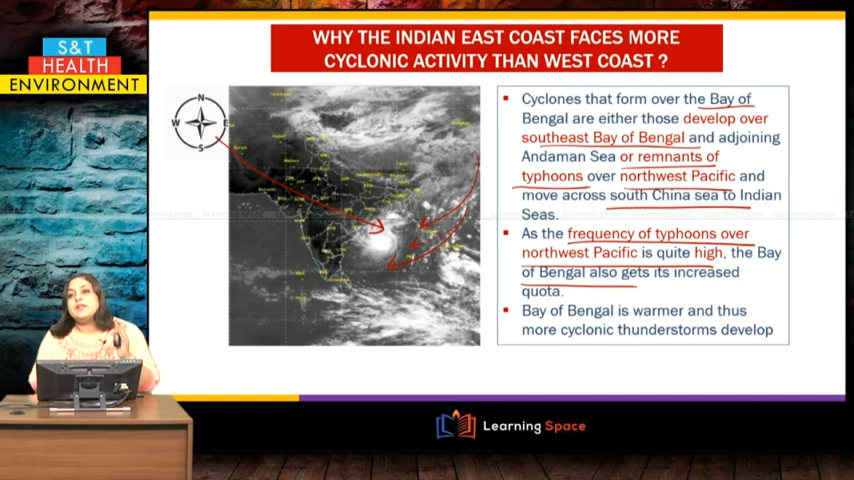 S&T
HEALTH
ENVIRONMENT
WHY THE INDIAN EAST COAST FACES MORE
CYCLONIC ACTIVITY THAN WEST COAST ?
N
W E
S
▪ Cyclones that form over the Bay of
Bengal are either those develop over
southeast Bay of Bengal and adjoining
Andaman Sea or remnants of
typhoons over northwest Pacific and
move across south China sea to Indian
Seas.
▪ As the frequency of typhoons over
northwest Pacific is quite high, the Bay
of Bengal also gets its increased
quota.
▪ Bay of Bengal is warmer and thus
more cyclonic thunderstorms develop
Learning Space